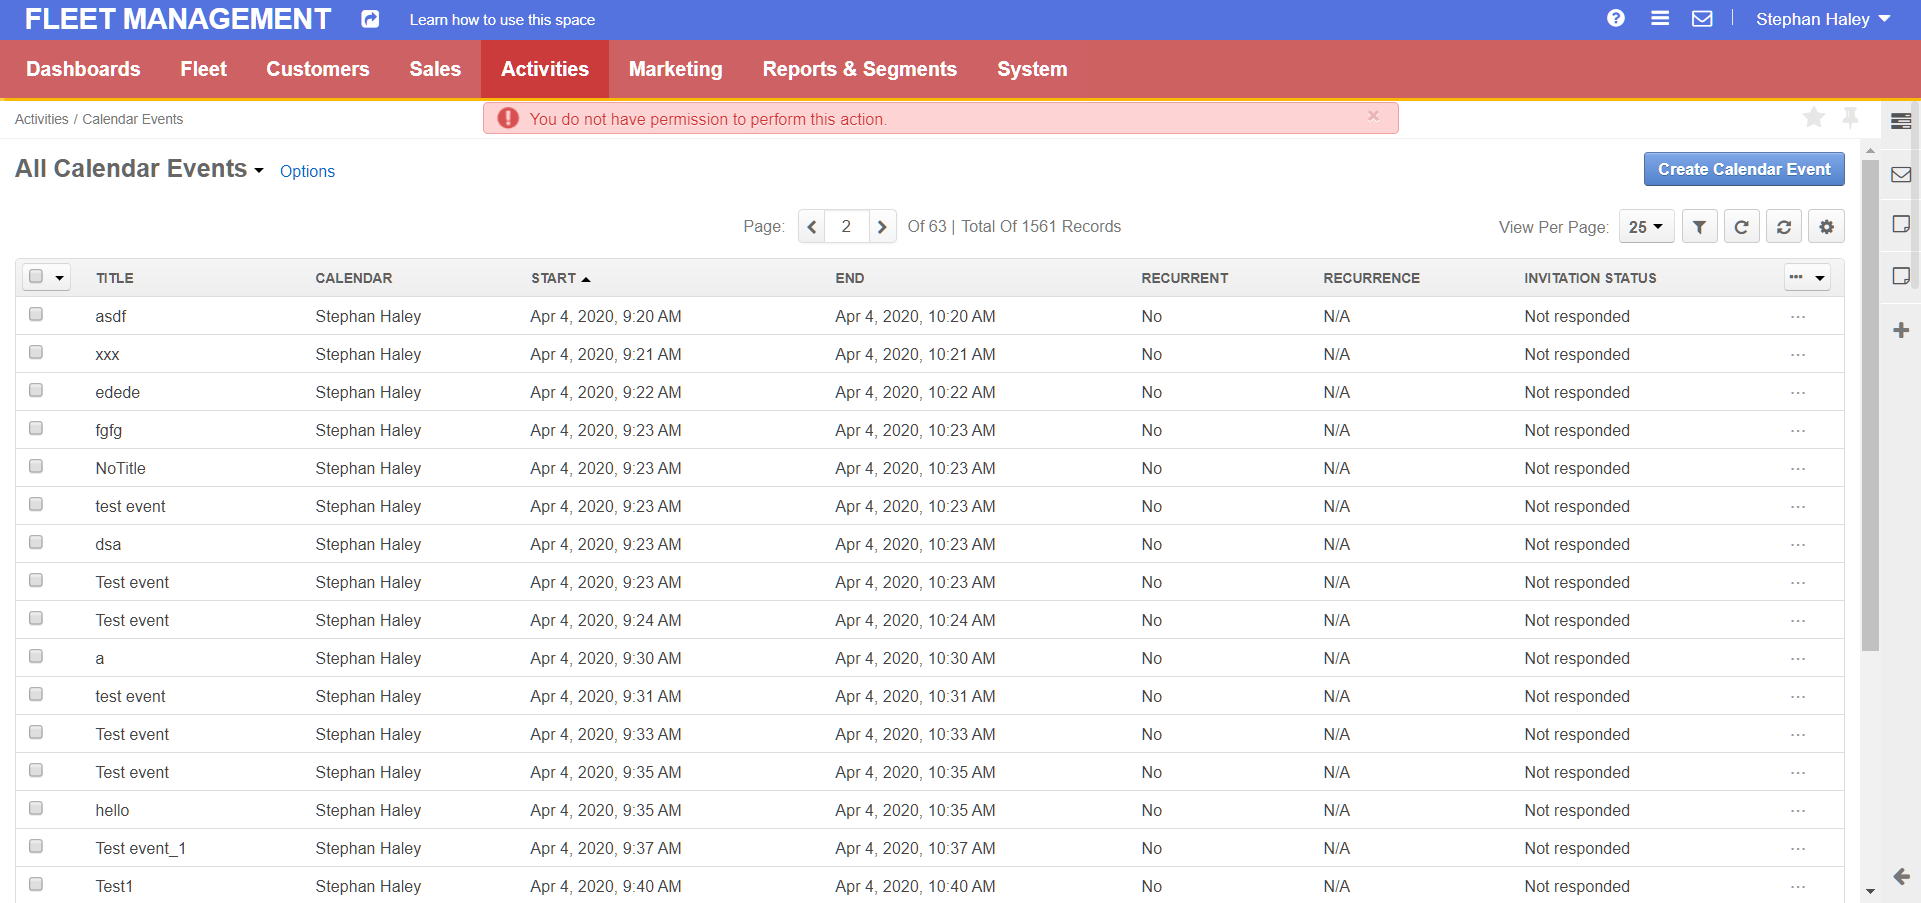 FLEET MANAGEMENT Learn how to use this space Stephan Haley
Dashboards Fleet Customers Sales Activities Marketing Reports & Segments System
Activities / Calendar Events
You do not have permission to perform this action. ×
All Calendar Events Options Create Calendar Event
Page: 2 Of 63 | Total Of 1561 Records View Per Page: 25
TITLE CALENDAR START END RECURRENT RECURRENCE INVITATION STATUS
asdf Stephan Haley Apr 4, 2020, 9:20 AM Apr 4, 2020, 10:20 AM No N/A Not responded ...
xxx Stephan Haley Apr 4, 2020, 9:21 AM Apr 4, 2020, 10:21 AM No N/A Not responded ...
edede Stephan Haley Apr 4, 2020, 9:22 AM Apr 4, 2020, 10:22 AM No N/A Not responded ...
fgfg Stephan Haley Apr 4, 2020, 9:23 AM Apr 4, 2020, 10:23 AM No N/A Not responded ...
NoTitle Stephan Haley Apr 4, 2020, 9:23 AM Apr 4, 2020, 10:23 AM No N/A Not responded ...
test event Stephan Haley Apr 4, 2020, 9:23 AM Apr 4, 2020, 10:23 AM No N/A Not responded ...
dsa Stephan Haley Apr 4, 2020, 9:23 AM Apr 4, 2020, 10:23 AM No N/A Not responded ...
Test event Stephan Haley Apr 4, 2020, 9:23 AM Apr 4, 2020, 10:23 AM No N/A Not responded ...
Test event Stephan Haley Apr 4, 2020, 9:24 AM Apr 4, 2020, 10:24 AM No N/A Not responded ...
a Stephan Haley Apr 4, 2020, 9:30 AM Apr 4, 2020, 10:30 AM No N/A Not responded ...
test event Stephan Haley Apr 4, 2020, 9:31 AM Apr 4, 2020, 10:31 AM No N/A Not responded ...
Test event Stephan Haley Apr 4, 2020, 9:33 AM Apr 4, 2020, 10:33 AM No N/A Not responded ...
Test event Stephan Haley Apr 4, 2020, 9:35 AM Apr 4, 2020, 10:35 AM No N/A Not responded ...
hello Stephan Haley Apr 4, 2020, 9:35 AM Apr 4, 2020, 10:35 AM No N/A Not responded ...
Test event_1 Stephan Haley Apr 4, 2020, 9:37 AM Apr 4, 2020, 10:37 AM No N/A Not responded ...
Test1 Stephan Haley Apr 4, 2020, 9:40 AM Apr 4, 2020, 10:40 AM No N/A Not responded ...